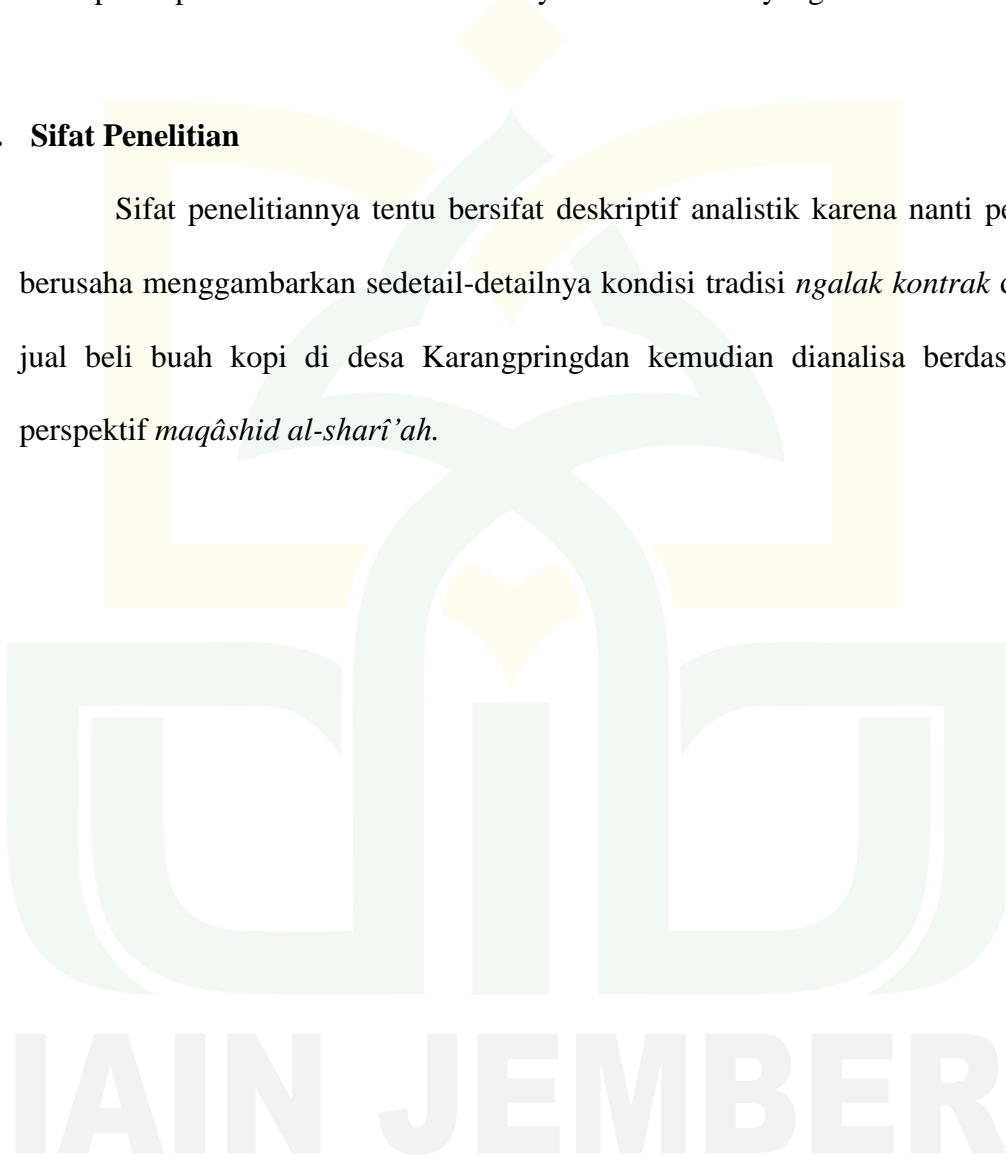 Sifat Penelitian
Sifat penelitiannya tentu bersifat deskriptif analistik karena nanti pe
berusaha menggambarkan sedetail-detailnya kondisi tradisi ngalak kontrak
jual beli buah kopi di desa Karangpringdan kemudian dianalisa berdas
perspektif maqâshid al-sharî’ah.
IAIN JEMBER